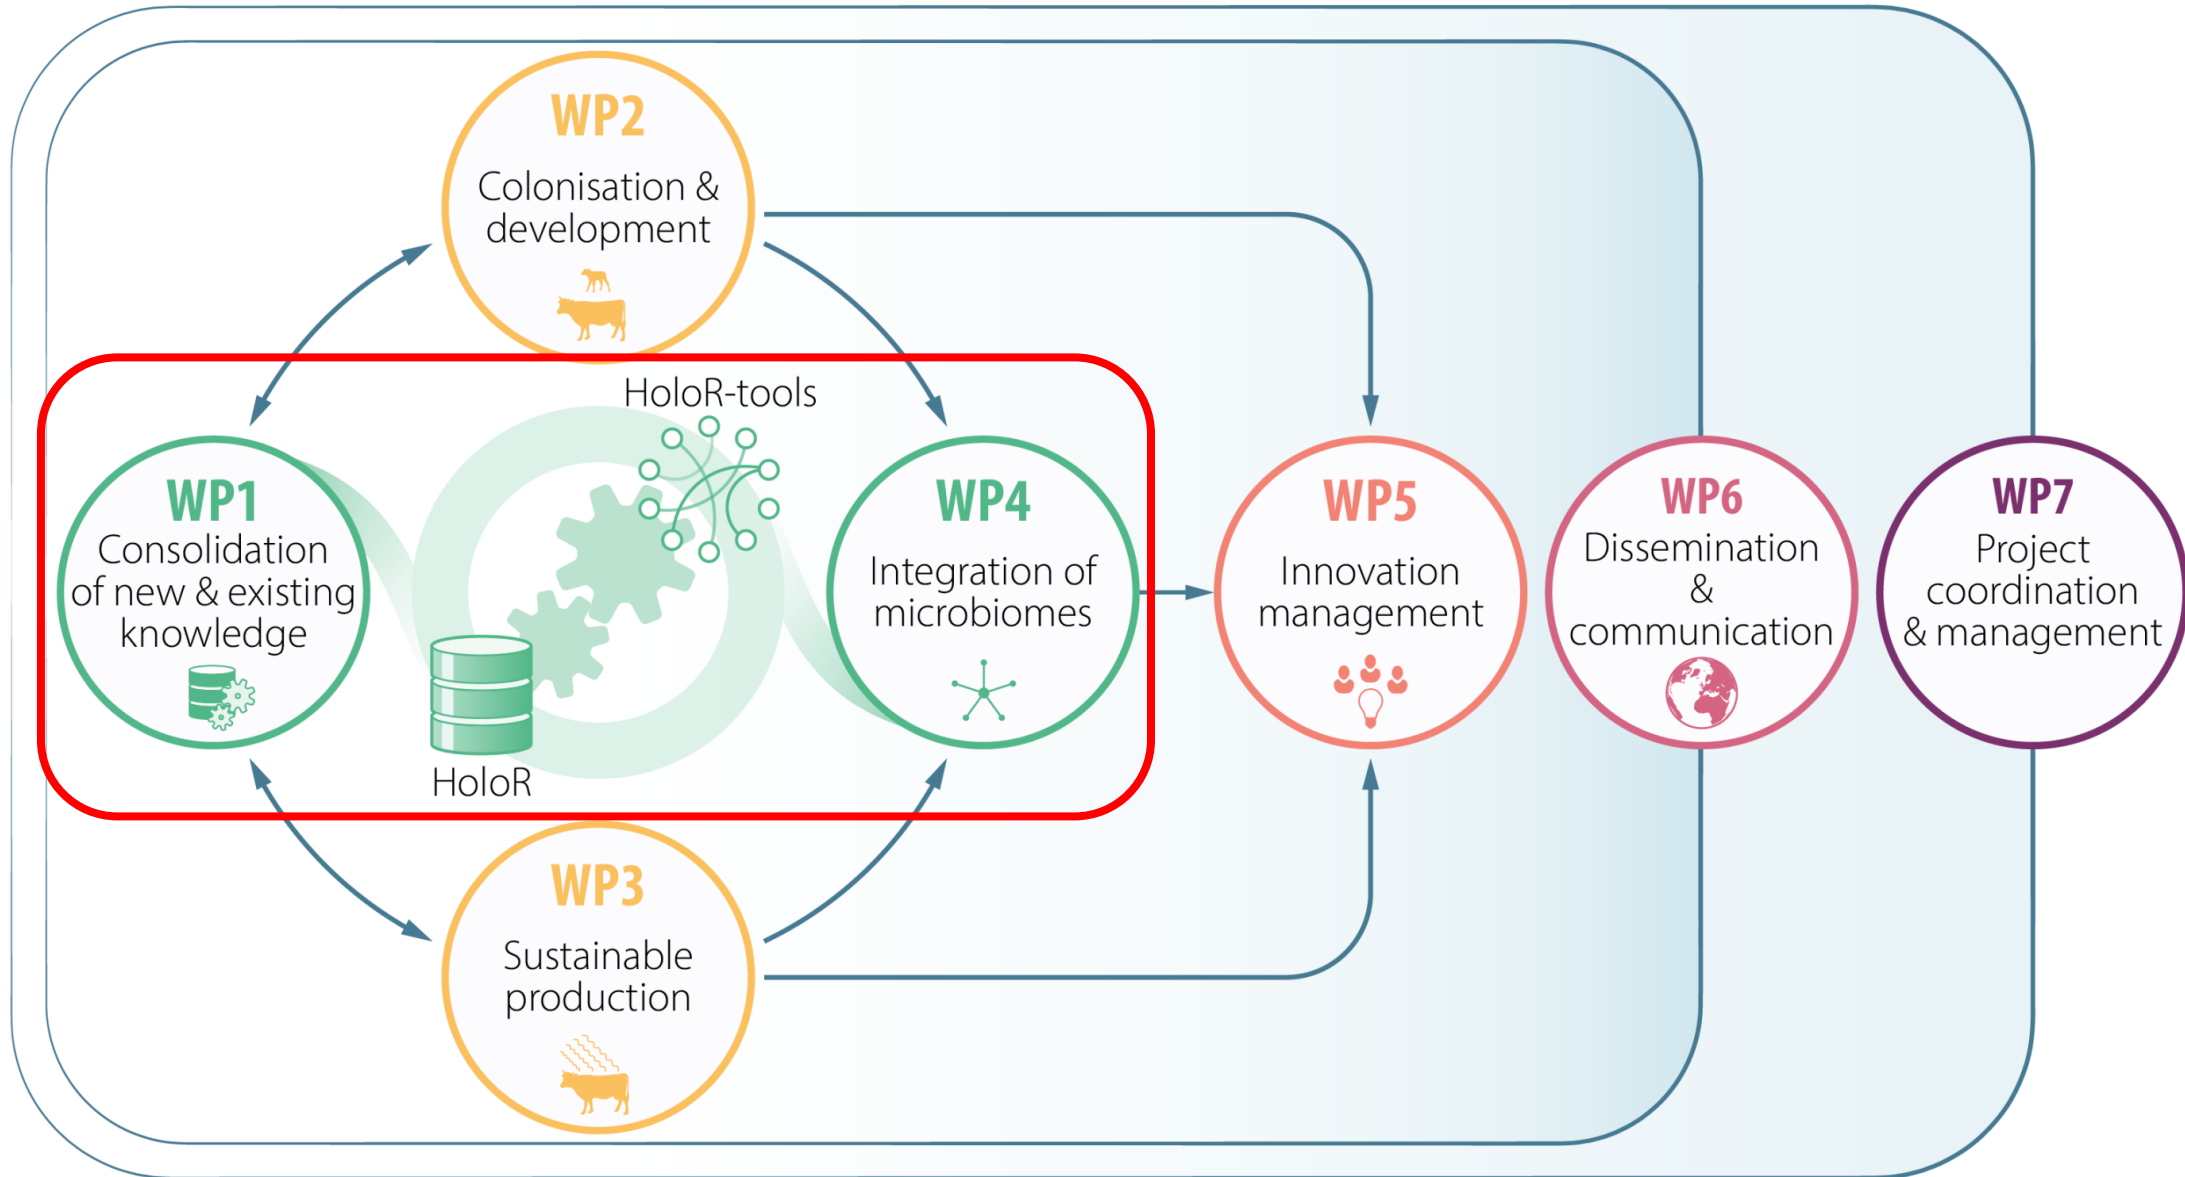 WP2
Colonisation &
development
HoloR-tools
WP1
Consolidation
of new & existing
knowledge
HoloR
WP4
Integration of
microbiomes
WP3
Sustainable
production
WP5
Innovation
management
WP6
Dissemination
&
communication
WP7
Project
coordination
& management